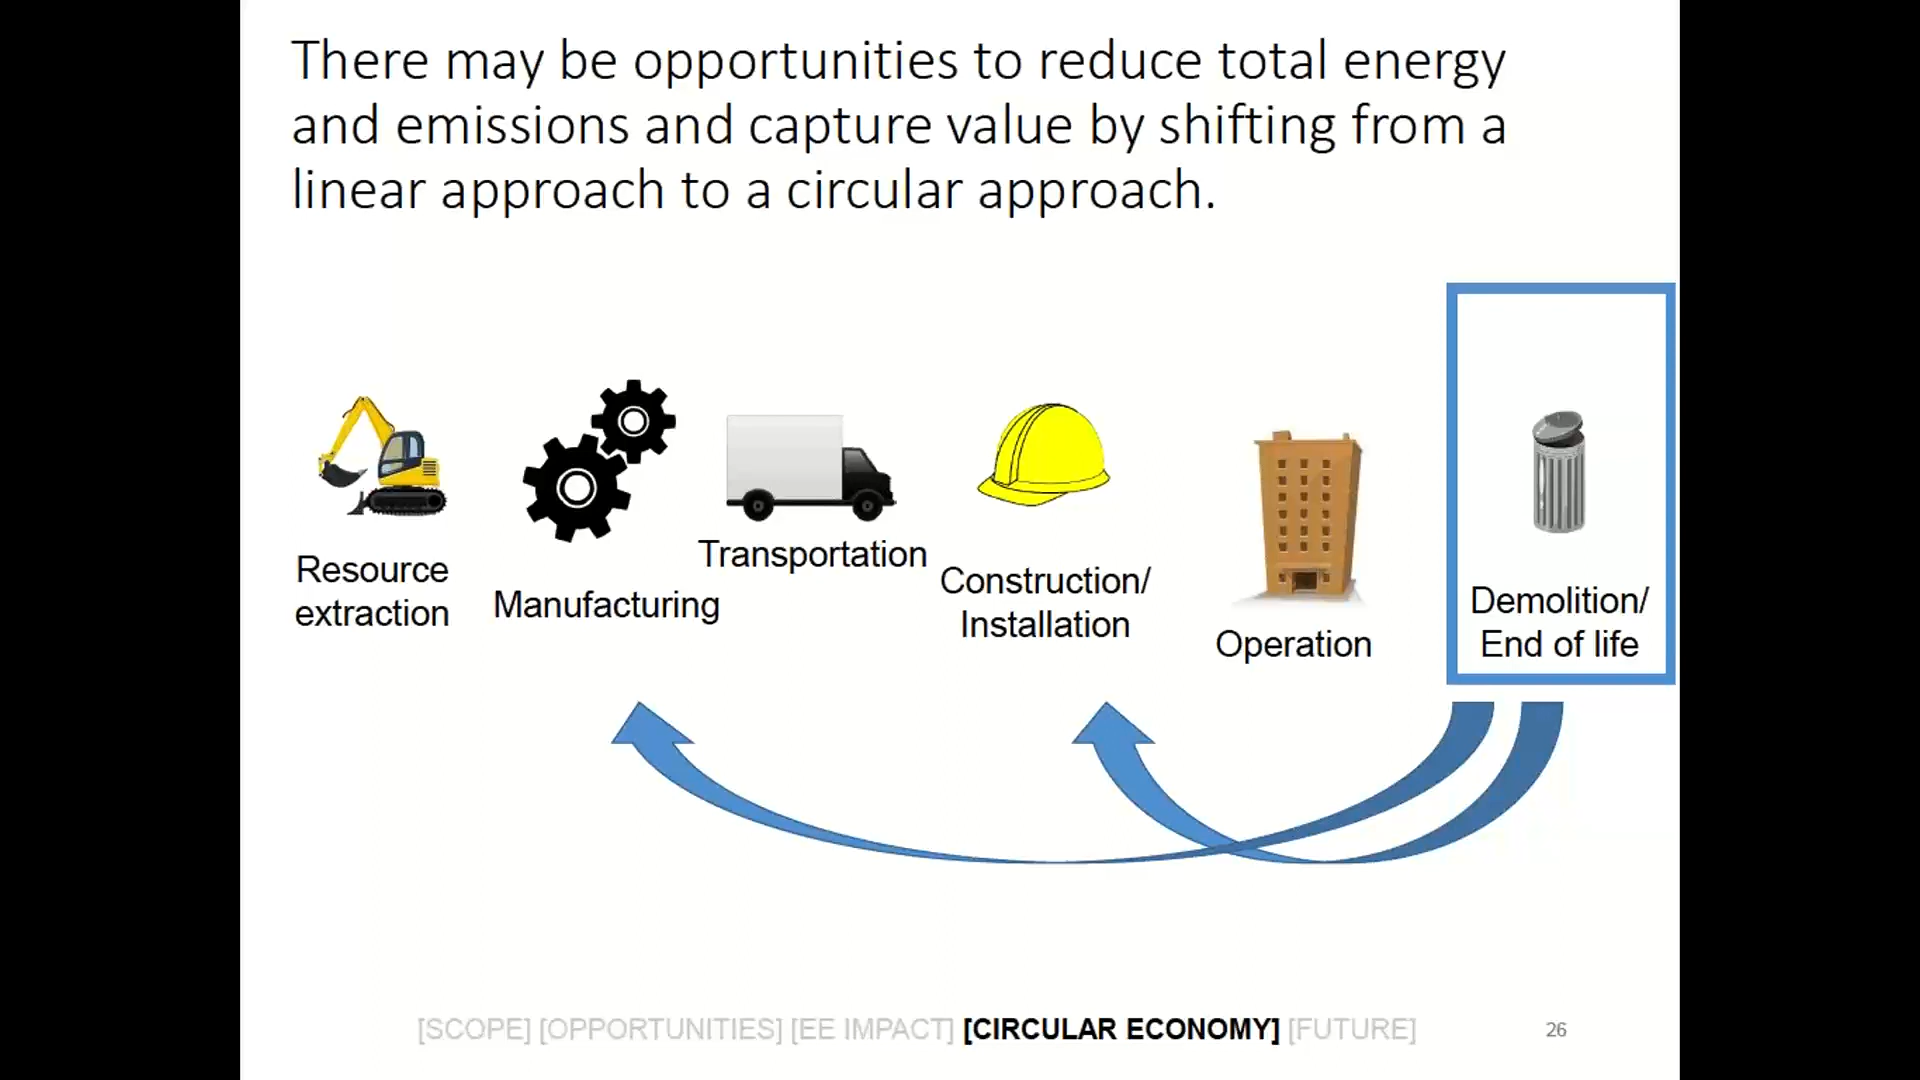 There may be opportunities to reduce total energy
and emissions and capture value by shifting from a
linear approach to a circular approach.
Resource
extraction
Manufacturing
Transportation
Construction/
Installation
Operation
Demolition/
End of life
[SCOPE] [OPPORTUNITIES] [EE IMPACT] [CIRCULAR ECONOMY] [FUTURE]
26